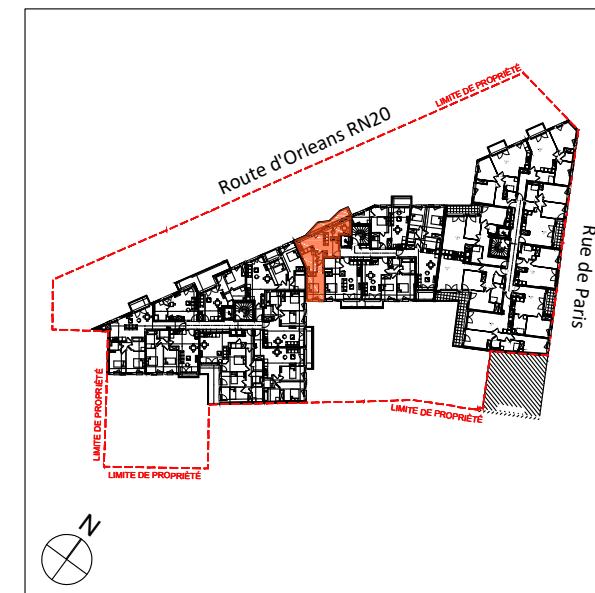 LIMITE DE PROPRIÉTÉ
Route d'Orleans RN20
Rue de Paris
LIMITE DE PROPRIÉTÉ
LIMITE DE PROPRIÉTÉ
LIMITE DE PROPRIÉTÉ
N